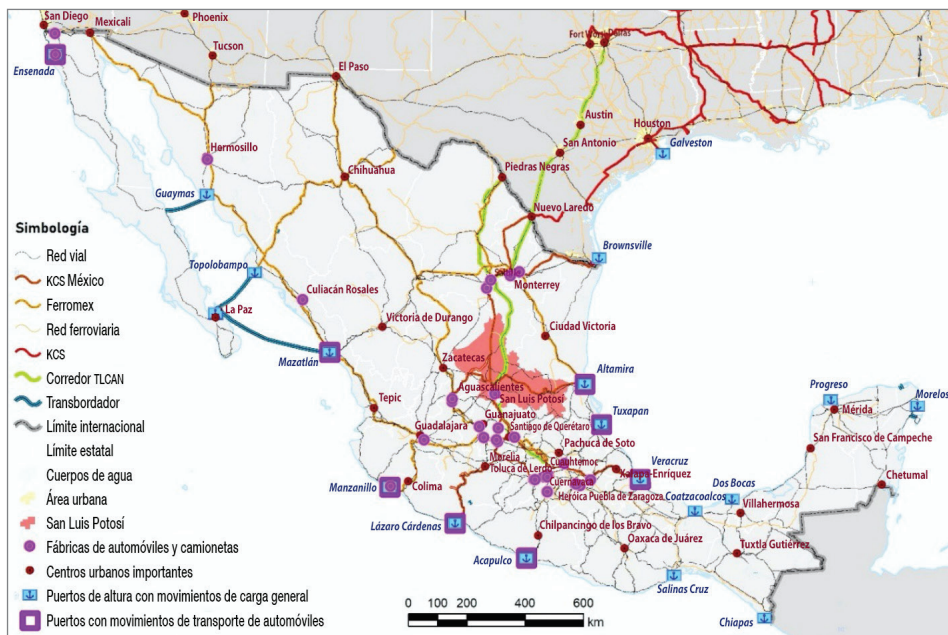 San Diego
Mexicali
Phoenix
Tucson
El Paso
Fort Worth
Dallas
N
Ensenada
Austin
Houston
San Antonio
Galveston
Hermosillo
Chihuahua
Piedras Negras
Guaymas
Nuevo Laredo
Simbología
Red vial
KCS México
Ferromex
Red ferroviaria
KCS
Corredor TLCAN
Transbordador
Límite internacional
Límite estatal
Cuerpos de agua
Área urbana
San Luis Potosí
Fábricas de automóviles y camionetas
Centros urbanos importantes
Puertos de altura con movimientos de carga general
Puertos con movimientos de transporte de automóviles
Brownsville
Topolobampo
Monterrey
Culiacán Rosales
La Paz
Victoria de Durango
Ciudad Victoria
Mazatlán
Zacatecas
Altamira
Aguascalientes
San Luis Potosí
Progreso
Morelos
Tepic
Guanajuato
Tuxpan
Mérida
Guadalajara
Santiago de Querétaro
Pachuca de Soto
San Francisco de Campeche
Morelia
Cuauhtemoc
Veracruz
Toluca de Lerdo
Xalapa-Enríquez
Chetumal
Manzanillo
Colima
Cuernavaca
Dos Bocas
Heróica Puebla de Zaragoza
Coatzacoalcos
Villahermosa
Lázaro Cárdenas
Chilpancingo de los Bravo
Oaxaca de Juárez
Tuxtla Gutiérrez
Acapulco
Salinas Cruz
Chiapas
0 100 200 400 600
km